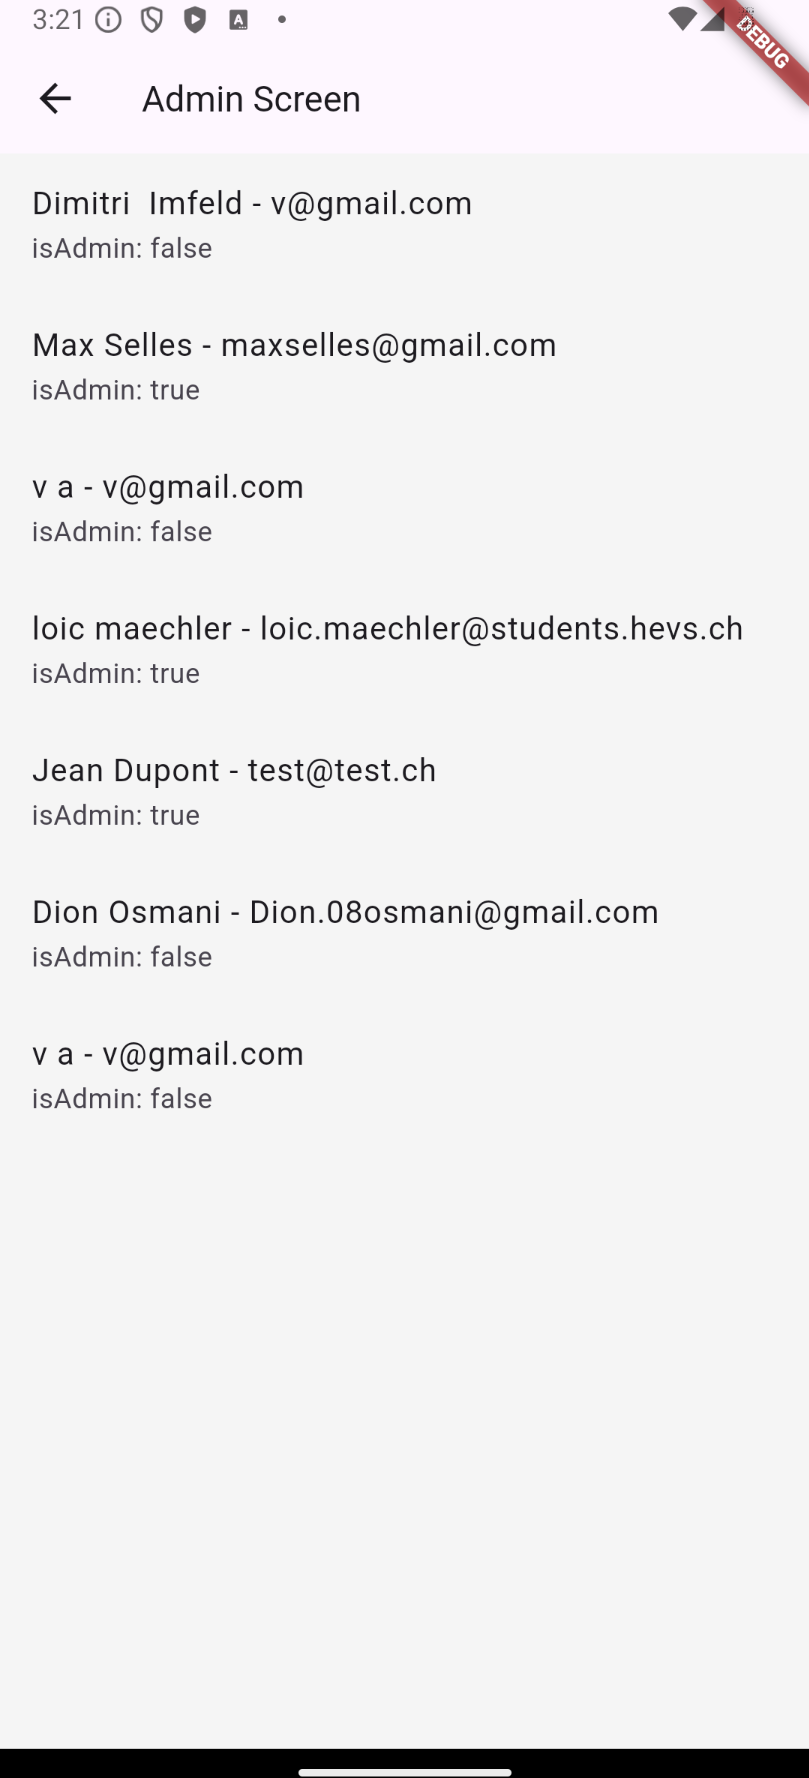 3:21
DEBUG
Admin Screen
Dimitri  Imfeld - v@gmail.com
isAdmin: false
Max Selles - maxselles@gmail.com
isAdmin: true
v a - v@gmail.com
isAdmin: false
loic maechler - loic.maechler@students.hevs.ch
isAdmin: true
Jean Dupont - test@test.ch
isAdmin: true
Dion Osmani - Dion.08osmani@gmail.com
isAdmin: false
v a - v@gmail.com
isAdmin: false